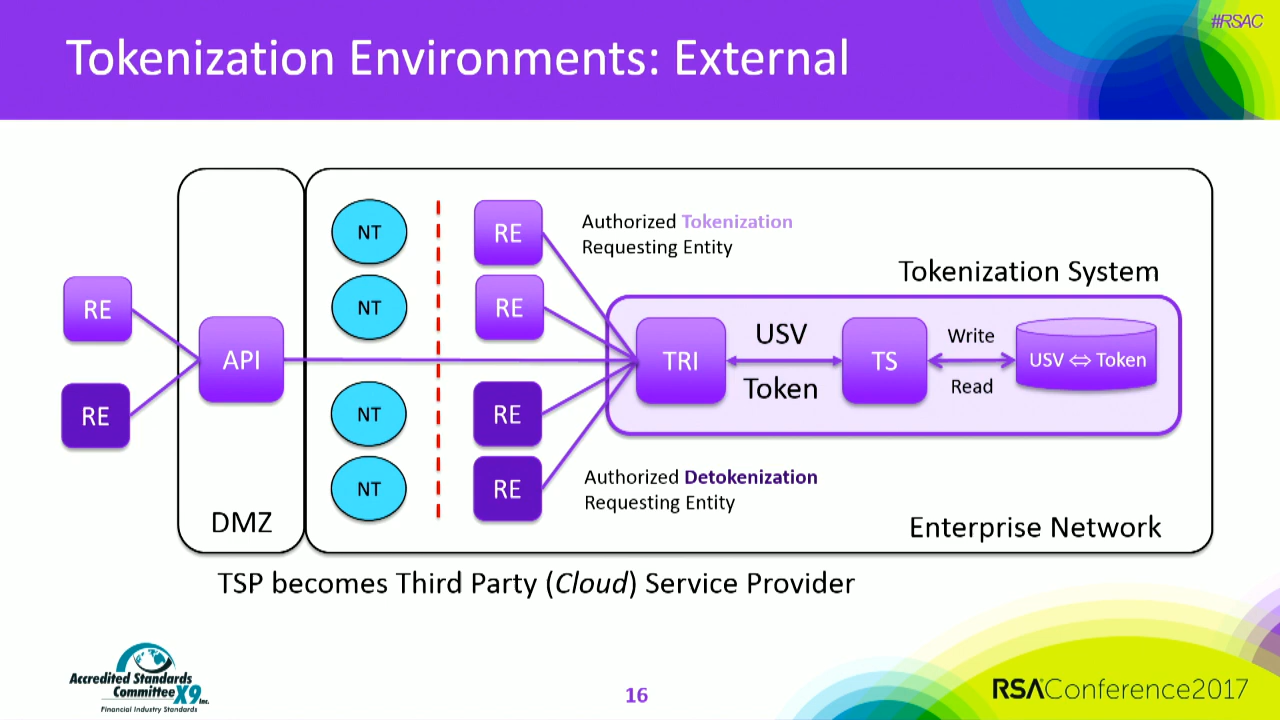 #RSAC
Tokenization Environments: External
NT
RE
Authorized Tokenization
Requesting Entity
Tokenization System
RE
NT
RE
API
TRI
USV
Token
TS
Write
Read
USV ⇔ Token
RE
NT
RE
NT
RE
Authorized Detokenization
Requesting Entity
DMZ
Enterprise Network
TSP becomes Third Party (Cloud) Service Provider
Accredited Standards
Committee X9 Inc.
Financial Industry Standards
16
RSAConference2017